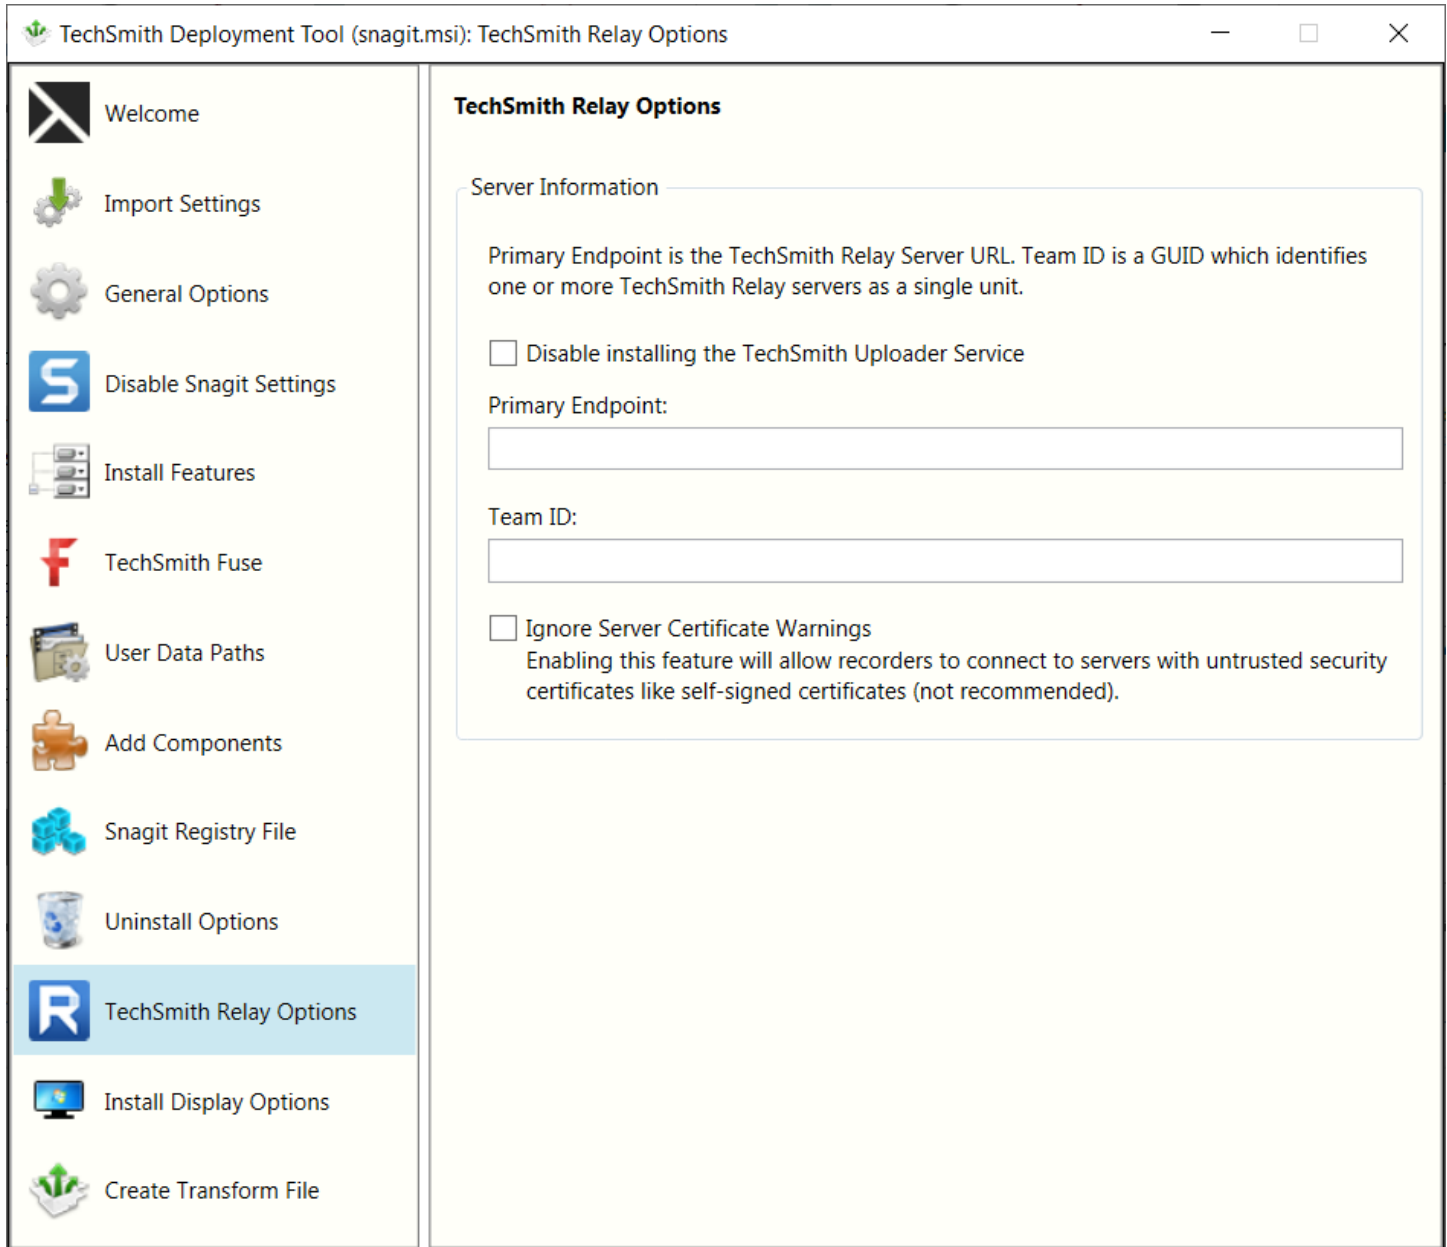 TechSmith Deployment Tool (snagit.msi): TechSmith Relay Options
Welcome
Import Settings
General Options
Disable Snagit Settings
Install Features
TechSmith Fuse
User Data Paths
Add Components
Snagit Registry File
Uninstall Options
TechSmith Relay Options
Install Display Options
Create Transform File
TechSmith Relay Options
Server Information
Primary Endpoint is the TechSmith Relay Server URL. Team ID is a GUID which identifies
one or more TechSmith Relay servers as a single unit.
Disable installing the TechSmith Uploader Service
Primary Endpoint:
Team ID:
Ignore Server Certificate Warnings
Enabling this feature will allow recorders to connect to servers with untrusted security
certificates like self-signed certificates (not recommended).